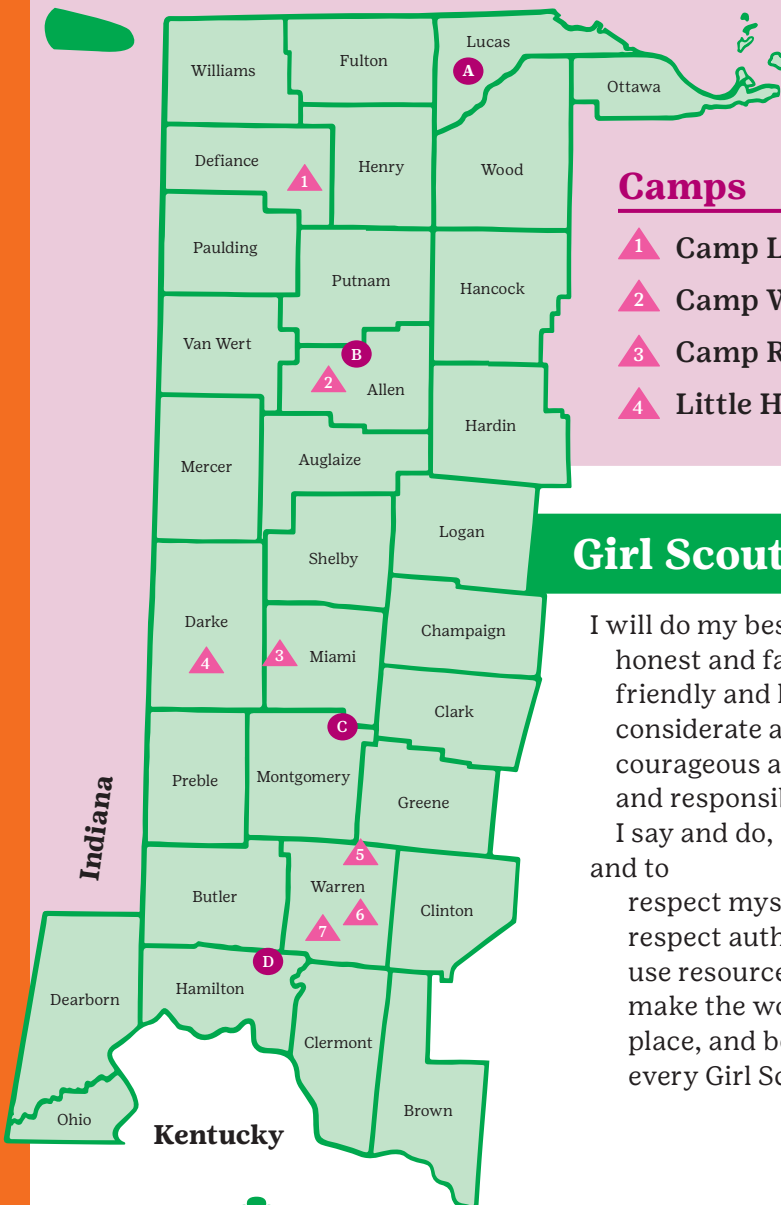 Lucas
Fulton
Williams
A
Ottawa
Defiance
Henry
Wood
1
Paulding
Putnam
Hancock
Van Wert
B
2
Allen
Hardin
Mercer
Auglaize
Logan
Shelby
Darke
Champaign
3
Miami
4
Clark
C
Preble
Montgomery
Greene
Indiana
5
Warren
Butler
6
Clinton
7
D
Hamilton
Dearborn
Clermont
Ohio
Brown
Kentucky
Camps
1 Camp L
2 Camp W
3 Camp R
4 Little H
Girl Scout
I will do my bes
honest and fa
friendly and
considerate a
courageous a
and responsib
I say and do,
and to
respect mys
respect auth
use resource
make the wo
place, and b
every Girl Sc